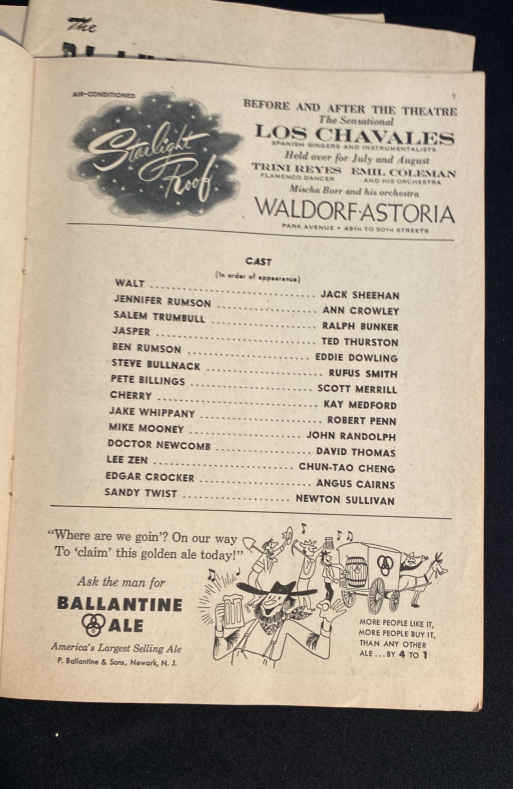 The
AIR-CONDITIONED
Starlight
Roof
BEFORE AND AFTER THE THEATRE
The Sensational
LOS CHAVALES
SPANISH SINGERS AND INSTRUMENTALISTS
Held over for July and August
TRINI REYES EMIL COLEMAN
FLAMENCO DANCER AND HIS ORCHESTRA
Mischa Borr and his orchestra
WALDORF-ASTORIA
PARK AVENUE • 49TH TO 50TH STREETS
CAST
(In order of appearance)
WALT JACK SHEEHAN
JENNIFER RUMSON ANN CROWLEY
SALEM TRUMBULL RALPH BUNKER
JASPER TED THURSTON
BEN RUMSON EDDIE DOWLING
STEVE BULLNACK RUFUS SMITH
PETE BILLINGS SCOTT MERRILL
CHERRY KAY MEDFORD
JAKE WHIPPANY ROBERT PENN
MIKE MOONEY JOHN RANDOLPH
DOCTOR NEWCOMB DAVID THOMAS
LEE ZEN CHUN-TAO CHENG
EDGAR CROCKER ANGUS CAIRNS
SANDY TWIST NEWTON SULLIVAN
"Where are we goin'? On our way
To 'claim' this golden ale today!"
Ask the man for
BALLANTINE
ALE
America's Largest Selling Ale
P. Ballantine & Sons, Newark, N. J.
MORE PEOPLE LIKE IT,
MORE PEOPLE BUY IT,
THAN ANY OTHER
ALE...BY 4 TO 1